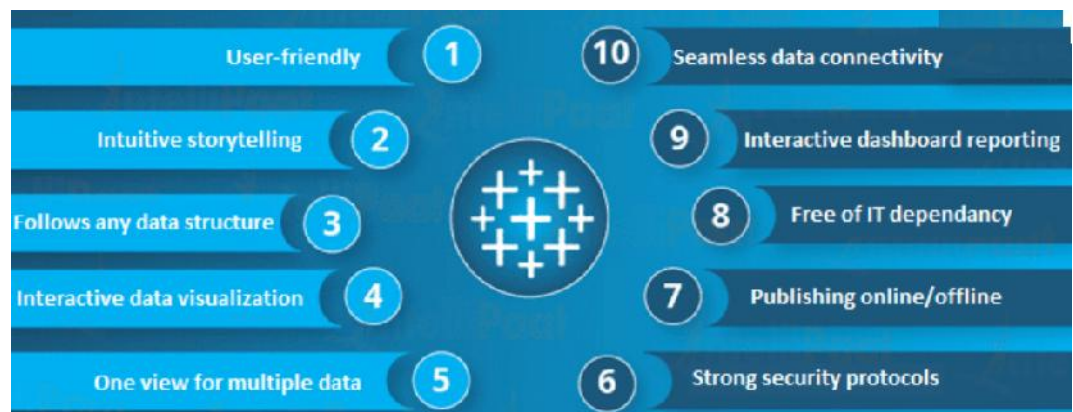 User-friendly 1
Intuitive storytelling 2
Follows any data structure 3
Interactive data visualization 4
One view for multiple data 5
10 Seamless data connectivity
9 Interactive dashboard reporting
8 Free of IT dependancy
7 Publishing online/offline
6 Strong security protocols